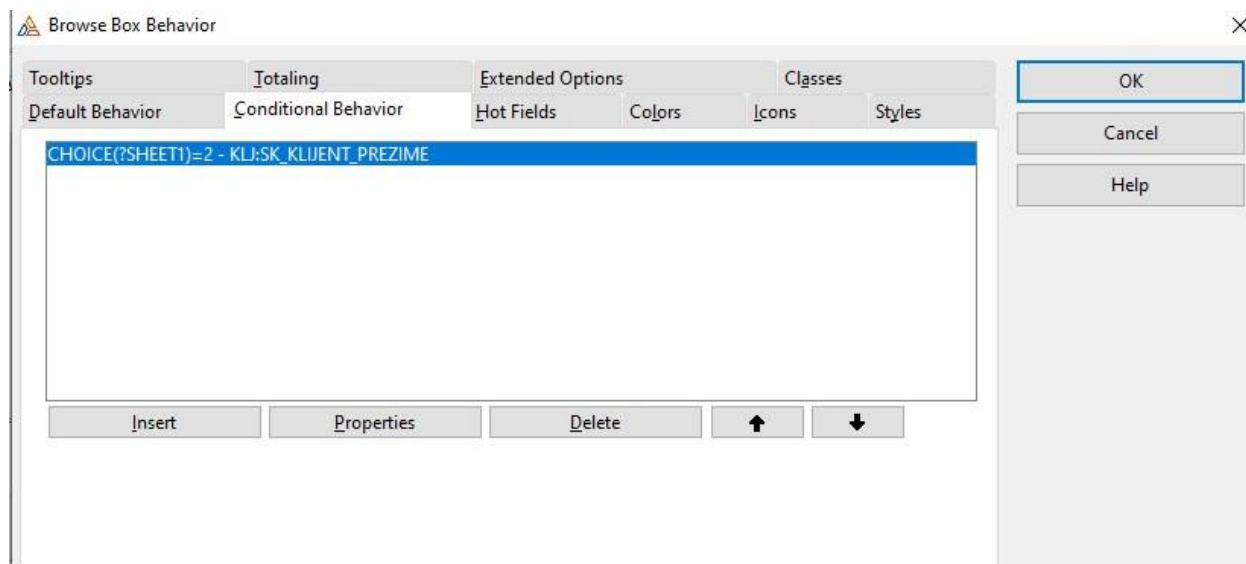 Browse Box Behavior
Tooltips Totaling Extended Options Classes
Default Behavior Conditional Behavior Hot Fields Colors Icons Styles
CHOICE(?SHEET1)=2 - KLJ:SK_KLIJENT_PREZIME
Insert Properties Delete
OK
Cancel
Help